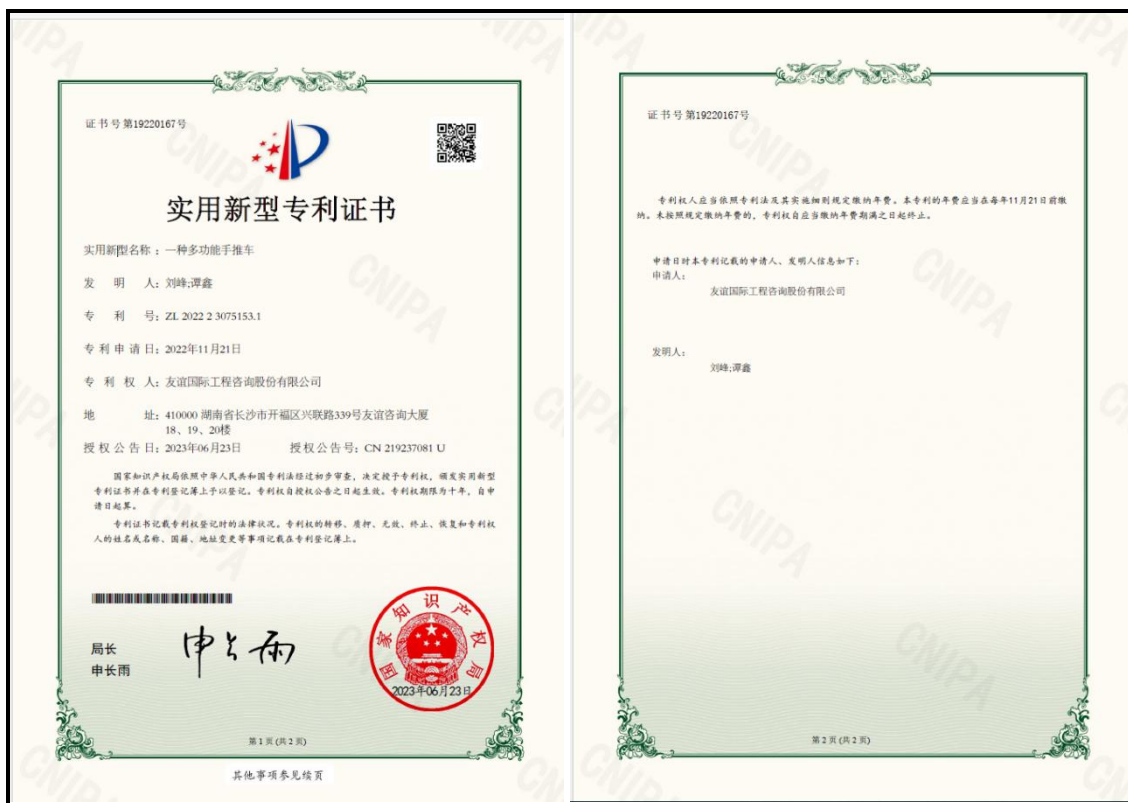 证书号第19220167号
实用新型专利证书
实用新型名称：一种多功能手推车
发明人：刘峰;谭鑫
专利号：ZL 2022 2 3075153.1
专利申请日：2022年11月21日
专利权人：友谊国际工程咨询股份有限公司
地址：410000 湖南省长沙市开福区兴联路339号友谊咨询大厦
18、19、20楼
授权公告日：2023年06月23日 授权公告号：CN 219237081 U
国家知识产权局依照中华人民共和国专利法经过初步审查，决定授予专利权，颁发实用新型
专利证书并在专利登记簿上予以登记。专利权自授权公告之日起生效。专利权期限为十年，自申
请日起算。
专利证书记载专利权登记时的法律状况。专利权的转移、质押、无效、终止、恢复和专利权
人的姓名或名称、国籍、地址变更等事项记载在专利登记簿上。
局长
申长雨
申长雨
国家知识产权局
2023年06月23日
第1页(共2页)
其他事项参见续页
证书号第19220167号
专利权人应当依照专利法及其实施细则规定缴纳年费。本专利的年费应当在每年11月21日前缴
纳。未按照规定缴纳年费的，专利权自应当缴纳年费期满之日起终止。
申请日时本专利记载的申请人、发明人信息如下：
申请人：
友谊国际工程咨询股份有限公司
发明人：
刘峰;谭鑫
第2页(共2页)
CNIPA